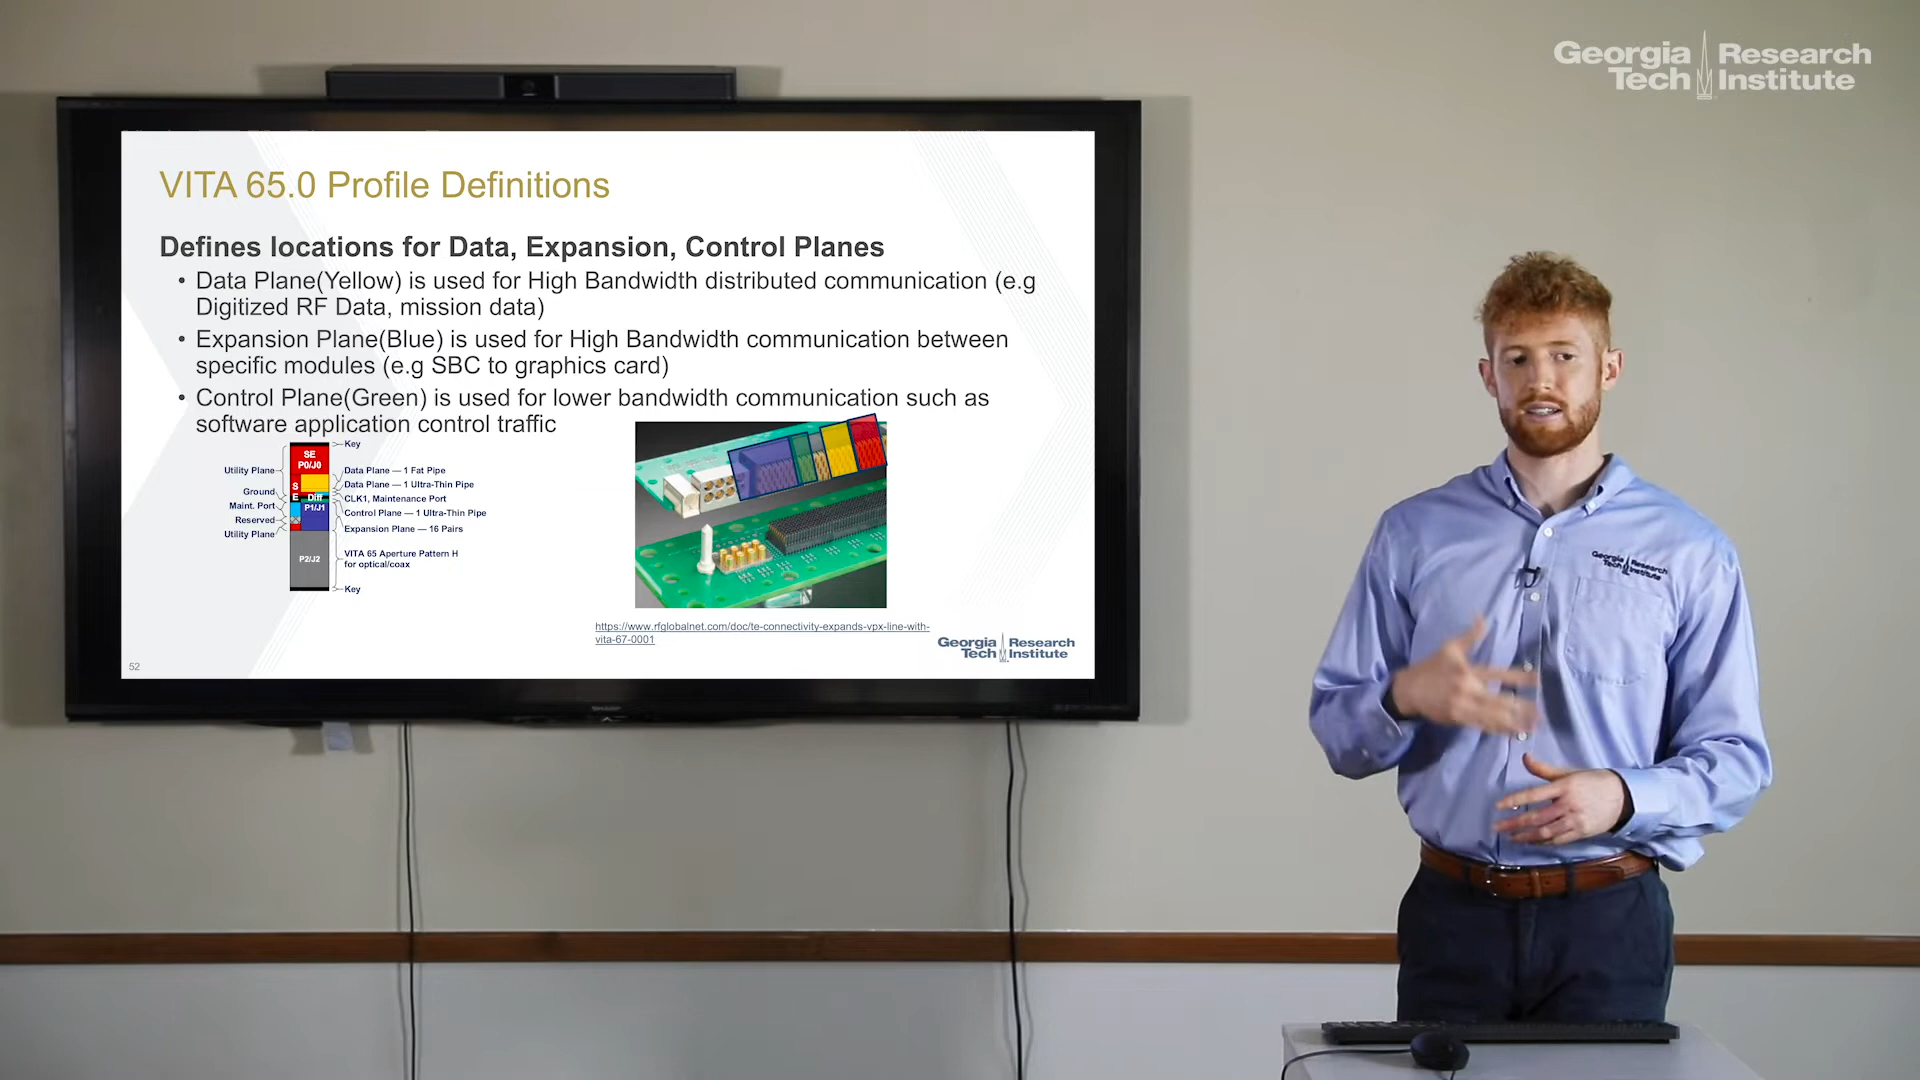 Georgia Research
Tech Institute
VITA 65.0 Profile Definitions
Defines locations for Data, Expansion, Control Planes
• Data Plane(Yellow) is used for High Bandwidth distributed communication (e.g
Digitized RF Data, mission data)
• Expansion Plane(Blue) is used for High Bandwidth communication between
specific modules (e.g SBC to graphics card)
• Control Plane(Green) is used for lower bandwidth communication such as
software application control traffic
Key
SE
P0/J0
Utility Plane
Data Plane — 1 Fat Pipe
Data Plane — 1 Ultra-Thin Pipe
S
E
Diff
P1/J1
Ground
CLK1, Maintenance Port
Maint. Port
Control Plane — 1 Ultra-Thin Pipe
Reserved
Expansion Plane — 16 Pairs
Utility Plane
P2/J2
VITA 65 Aperture Pattern H
for optical/coax
Key
https://www.rfglobalnet.com/doc/te-connectivity-expands-vpx-line-with-
vita-67-0001
Georgia Research
Tech Institute
52
SHARP
Georgia Research
Tech Institute